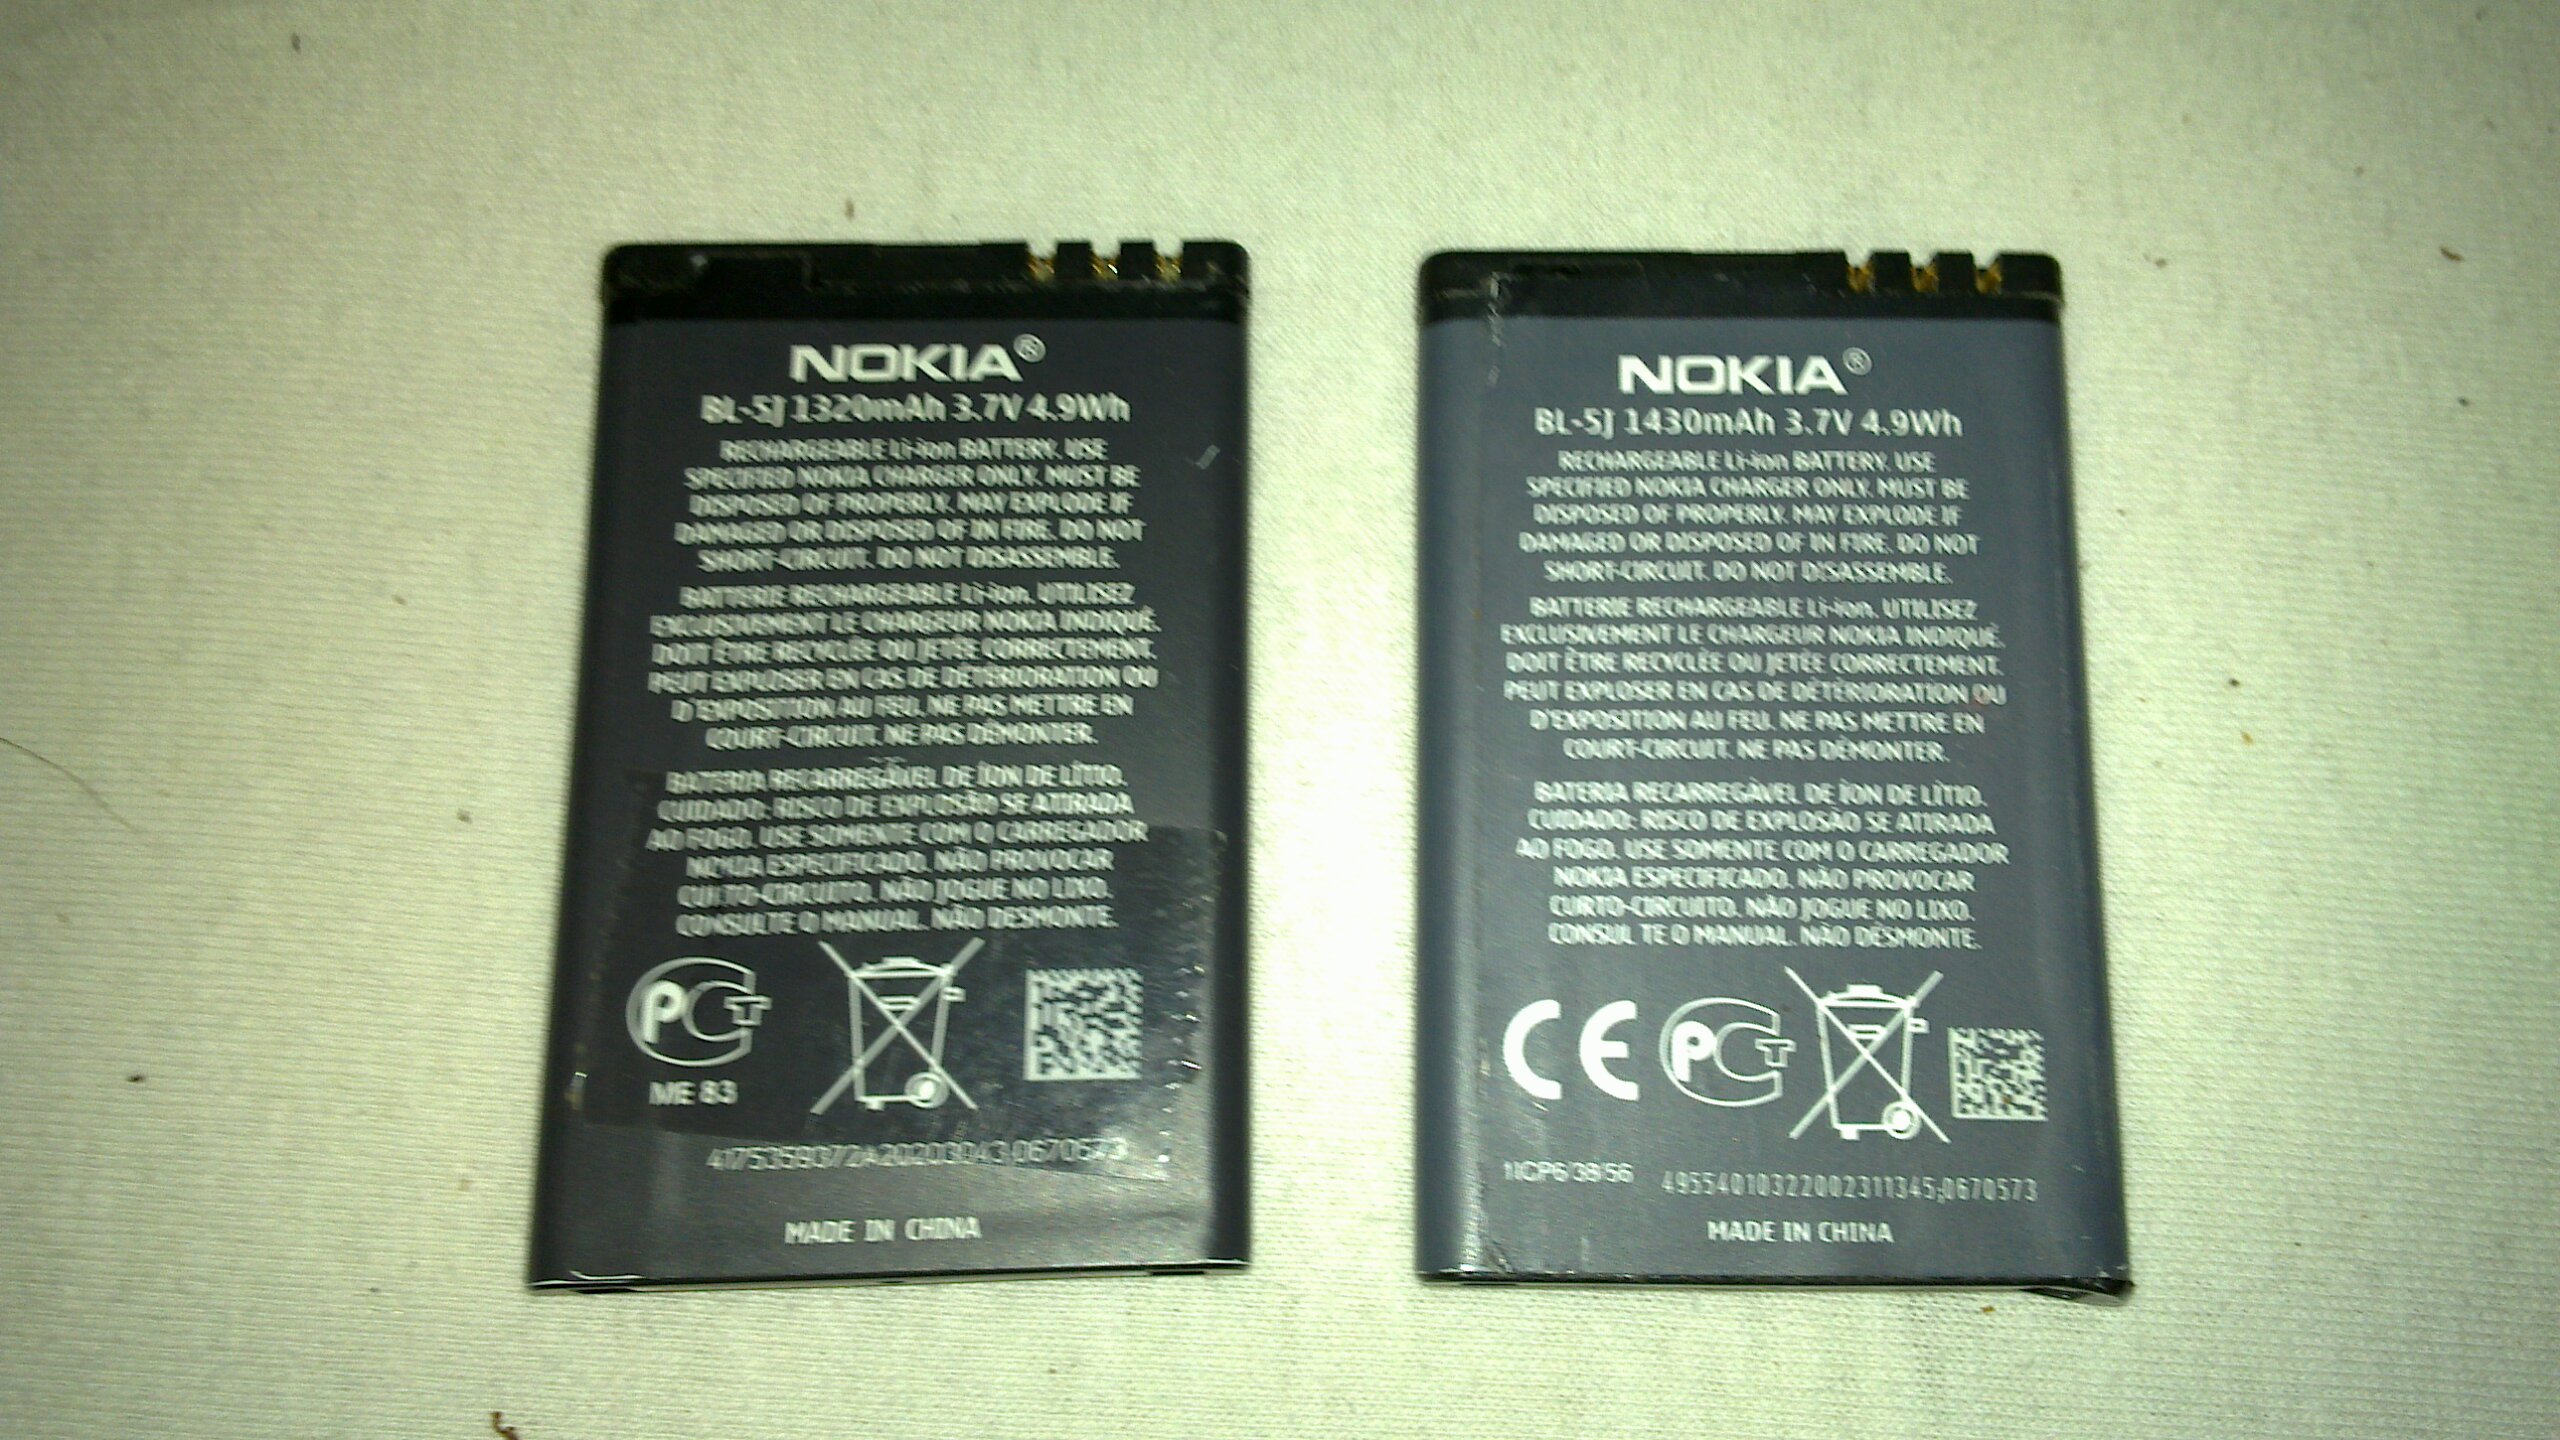 NOKIA®
BL-5J 1320mAh 3.7V 4.9Wh
RECHARGEABLE Li-ion BATTERY. USE
SPECIFIED NOKIA CHARGER ONLY. MUST BE
DISPOSED OF PROPERLY. MAY EXPLODE IF
DAMAGED OR DISPOSED OF IN FIRE. DO NOT
SHORT-CIRCUIT. DO NOT DISASSEMBLE.
BATTERIE RECHARGEABLE Li-ion. UTILISEZ
EXCLUSIVEMENT LE CHARGEUR NOKIA INDIQUÉ.
DOIT ÊTRE RECYCLÉE OU JETÉE CORRECTEMENT.
PEUT EXPLOSER EN CAS DE DÉTÉRIORATION OU
D'EXPOSITION AU FEU. NE PAS METTRE EN
COURT-CIRCUIT. NE PAS DÉMONTER.
BATERIA RECARREGÁVEL DE ÍON DE LÍTIO.
CUIDADO: RISCO DE EXPLOSÃO SE ATIRADA
AO FOGO. USE SOMENTE COM O CARREGADOR
NOKIA ESPECIFICADO. NÃO PROVOCAR
CURTO-CIRCUITO. NÃO JOGUE NO LIXO.
CONSULTE O MANUAL. NÃO DESMONTE.
PCT
ME 83
MADE IN CHINA
NOKIA®
BL-5J 1430mAh 3.7V 4.9Wh
RECHARGEABLE Li-ion BATTERY. USE
SPECIFIED NOKIA CHARGER ONLY. MUST BE
DISPOSED OF PROPERLY. MAY EXPLODE IF
DAMAGED OR DISPOSED OF IN FIRE. DO NOT
SHORT-CIRCUIT. DO NOT DISASSEMBLE.
BATTERIE RECHARGEABLE Li-ion. UTILISEZ
EXCLUSIVEMENT LE CHARGEUR NOKIA INDIQUÉ.
DOIT ÊTRE RECYCLÉE OU JETÉE CORRECTEMENT.
PEUT EXPLOSER EN CAS DE DÉTÉRIORATION OU
D'EXPOSITION AU FEU. NE PAS METTRE EN
COURT-CIRCUIT. NE PAS DÉMONTER.
BATERIA RECARREGÁVEL DE ÍON DE LÍTIO.
CUIDADO: RISCO DE EXPLOSÃO SE ATIRADA
AO FOGO. USE SOMENTE COM O CARREGADOR
NOKIA ESPECIFICADO. NÃO PROVOCAR
CURTO-CIRCUITO. NÃO JOGUE NO LIXO.
CONSULTE O MANUAL. NÃO DESMONTE.
CE PCT
1ICP6/38/56 49554010322002311345;0670573
MADE IN CHINA